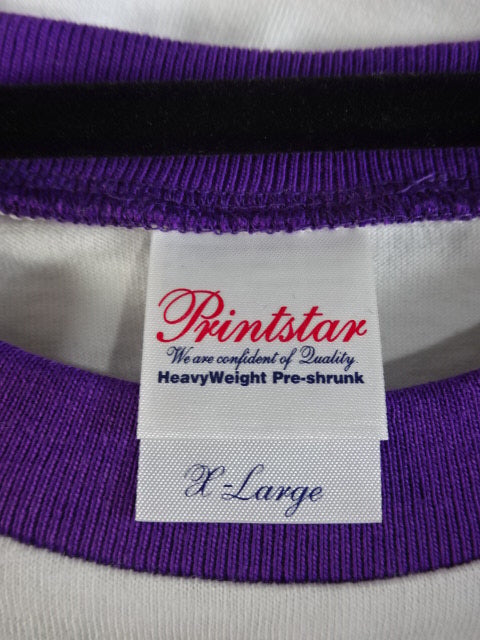 Printstar
We are confident of Quality
HeavyWeight Pre-shrunk
X-Large